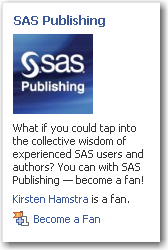 SAS Publishing
sas
Publishing
What if you could tap into
the collective wisdom of
experienced SAS users and
authors? You can with SAS
Publishing — become a fan!
Kirsten Hamstra is a fan.
Become a Fan